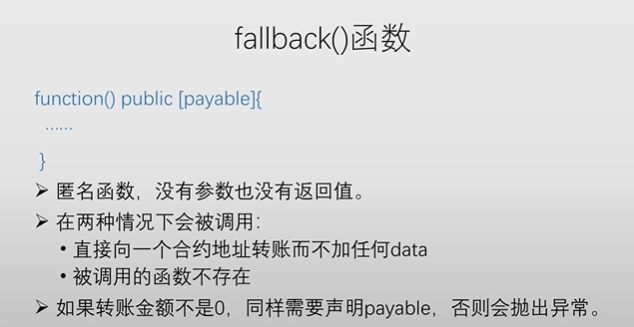 fallback()函数
function() public [payable]{
……
}
➢ 匿名函数，没有参数也没有返回值。
➢ 在两种情况下会被调用：
• 直接向一个合约地址转账而不加任何data
• 被调用的函数不存在
➢ 如果转账金额不是0，同样需要声明payable，否则会抛出异常。